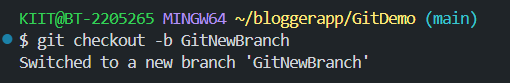 KIIT@BT-2205265 MINGW64 ~/bloggerapp/GitDemo (main)
$ git checkout -b GitNewBranch
Switched to a new branch 'GitNewBranch'